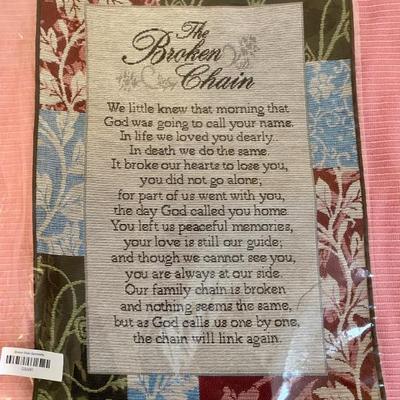 The
Broken
Chain
We little knew that morning that
God was going to call your name.
In life we loved you dearly..
In death we do the same.
It broke our hearts to lose you,
you did not go alone;
for part of us went with you,
the day God called you home.
You left us peaceful memories,
your love is still our guide;
and though we cannot see you,
you are always at our side.
Our family chain is broken
and nothing seems the same,
but as God calls us one by one,
the chain will link again.